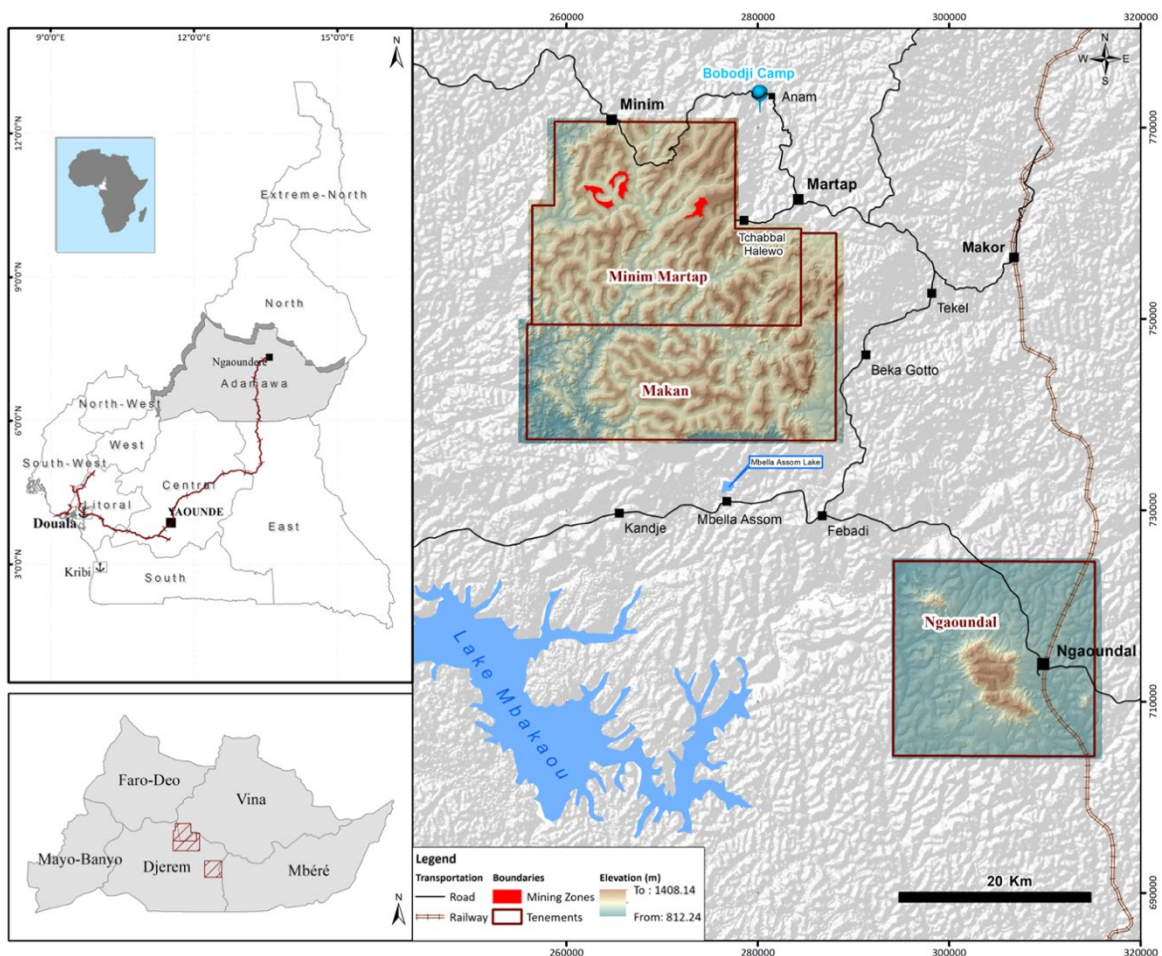 9°0'0"E
12°0'0"E
15°0'0"E
N
12°0'0"N
9°0'0"N
6°0'0"N
3°0'0"N
Extreme-North
North
Ngaoundere
Adamawa
North-West
West
South-West
Litoral
Central
Douala
YAOUNDE
East
Kribi
South
Faro-Deo
Vina
Mayo-Banyo
Djerem
Mbéré
N
260000
280000
300000
320000
N
W
E
S
Bobodji Camp
Anam
Minim
770000
Martap
Tchabbal
Halewo
Makor
Minim Martap
Tekel
750000
Beka Gotto
Makan
Mbella Assom Lake
Kandje
Mbella Assom
Febadi
730000
Ngaoundal
Ngaoundal
Lake Mbakaou
7100000
Legend
Transportation
Road
Railway
Boundaries
Mining Zones
Tenements
Elevation (m)
To : 1408.14
From: 812.24
20 Km
690000
260000
280000
300000
320000